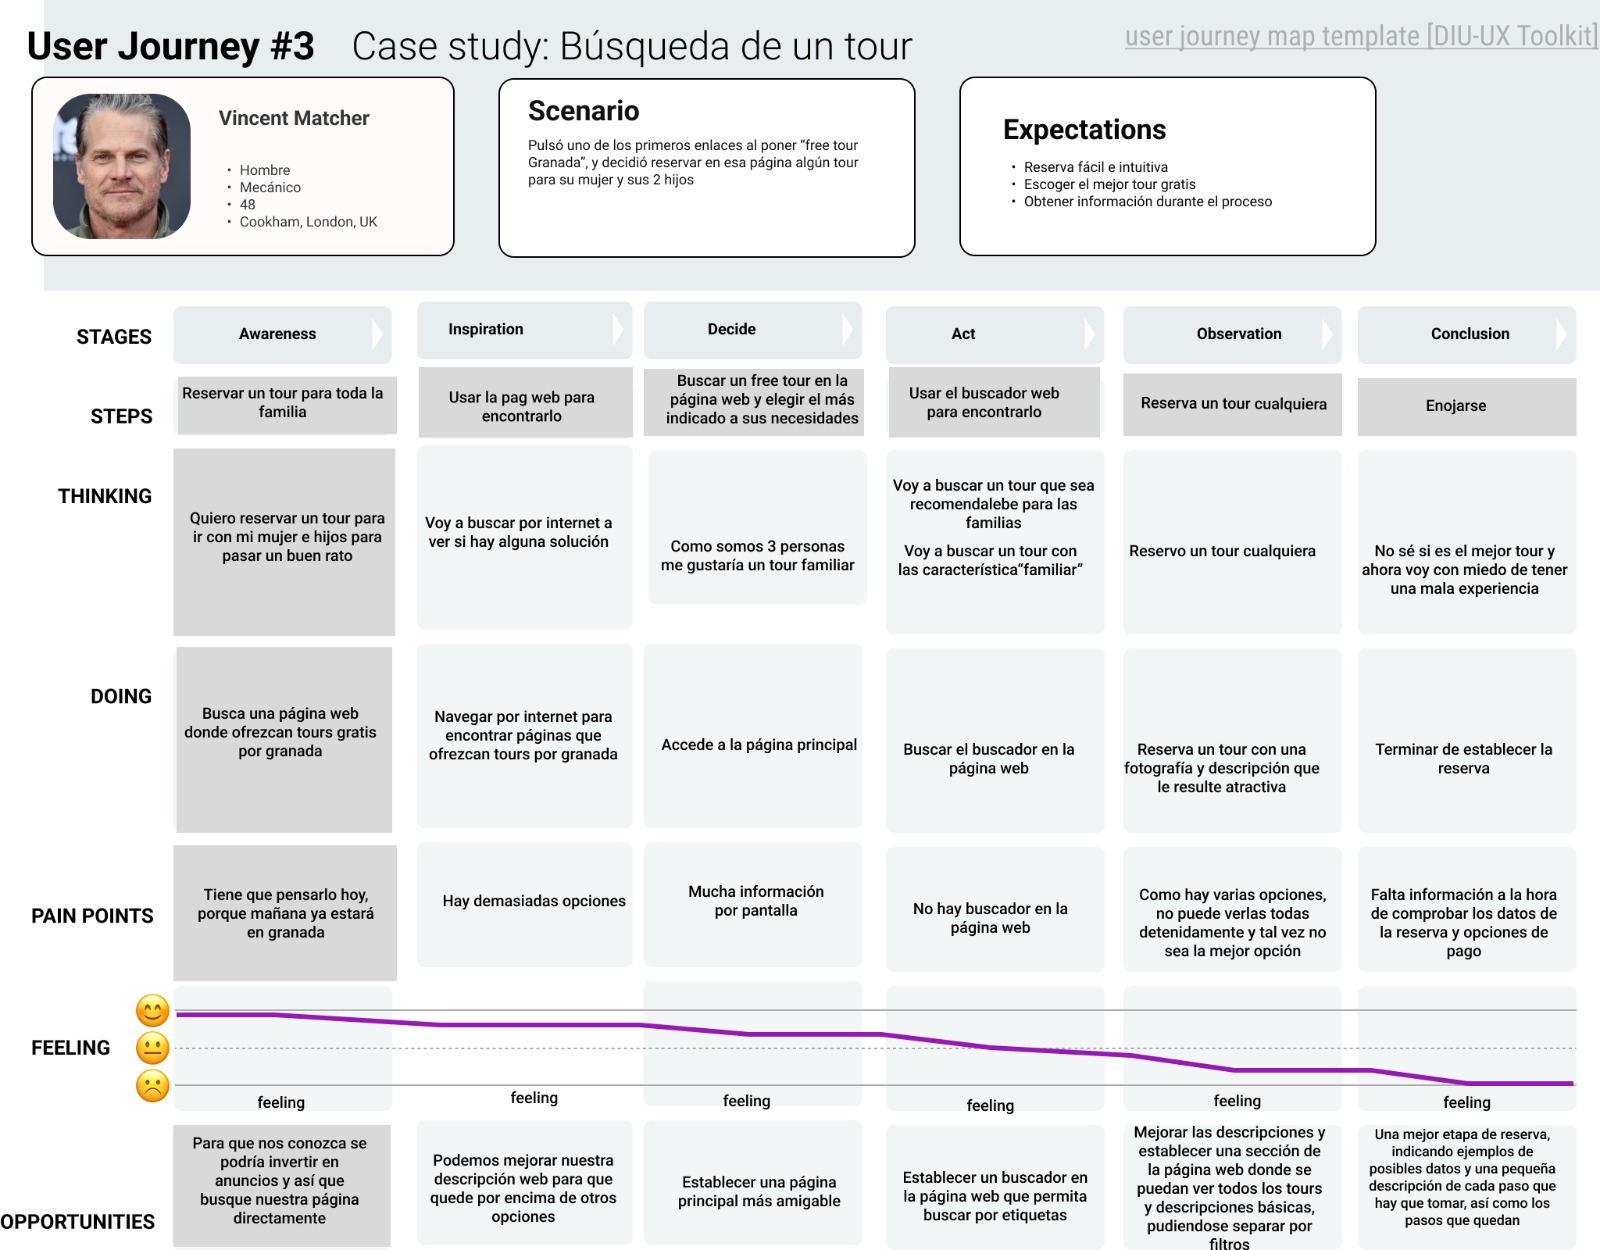 User Journey #3 Case study: Búsqueda de un tour
user journey map template [DIU-UX Toolkit]
Vincent Matcher
• Hombre
• Mecánico
• 48
• Cookham, London, UK
Scenario
Pulsó uno de los primeros enlaces al poner “free tour
Granada”, y decidió reservar en esa página algún tour
para su mujer y sus 2 hijos
Expectations
• Reserva fácil e intuitiva
• Escoger el mejor tour gratis
• Obtener información durante el proceso
STAGES
Awareness
Inspiration
Decide
Act
Observation
Conclusion
STEPS
Reservar un tour para toda la
familia
Usar la pag web para
encontrarlo
Buscar un free tour en la
página web y elegir el más
indicado a sus necesidades
Usar el buscador web
para encontrarlo
Reserva un tour cualquiera
Enojarse
THINKING
Quiero reservar un tour para
ir con mi mujer e hijos para
pasar un buen rato
Voy a buscar por internet a
ver si hay alguna solución
Como somos 3 personas
me gustaría un tour familiar
Voy a buscar un tour que sea
recomendalebe para las
familias
Voy a buscar un tour con
las característica“familiar”
Reservo un tour cualquiera
No sé si es el mejor tour y
ahora voy con miedo de tener
una mala experiencia
DOING
Busca una página web
donde ofrezcan tours gratis
por granada
Navegar por internet para
encontrar páginas que
ofrezcan tours por granada
Accede a la página principal
Buscar el buscador en la
página web
Reserva un tour con una
fotografía y descripción que
le resulte atractiva
Terminar de establecer la
reserva
PAIN POINTS
Tiene que pensarlo hoy,
porque mañana ya estará
en granada
Hay demasiadas opciones
Mucha información
por pantalla
No hay buscador en la
página web
Como hay varias opciones,
no puede verlas todas
detenidamente y tal vez no
sea la mejor opción
Falta información a la hora
de comprobar los datos de
la reserva y opciones de
pago
FEELING
feeling
feeling
feeling
feeling
feeling
feeling
OPPORTUNITIES
Para que nos conozca se
podría invertir en
anuncios y así que
busque nuestra página
directamente
Podemos mejorar nuestra
descripción web para que
quede por encima de otros
opciones
Establecer una página
principal más amigable
Establecer un buscador en
la página web que permita
buscar por etiquetas
Mejorar las descripciones y
establecer una sección de
la página web donde se
puedan ver todos los tours
y descripciones básicas,
pudiendose separar por
filtros
Una mejor etapa de reserva,
indicando ejemplos de
posibles datos y una pequeña
descripción de cada paso que
hay que tomar, así como los
pasos que quedan